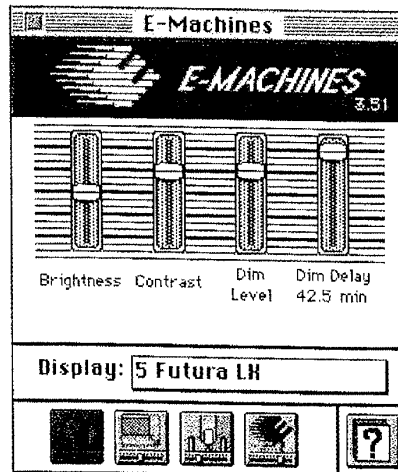 E-Machines
E-MACHINES
3.51
Brightness Contrast Dim Level Dim Delay 42.5 min
Display: 5 Futura LX
?